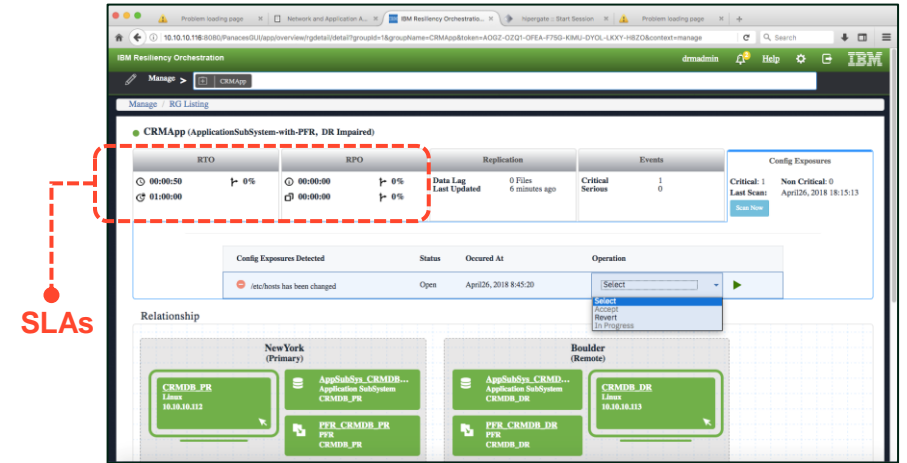 Problem loading page
Network and Application A...
IBM Resiliency Orchestratio...
hipergate :: Start Session
Problem loading page
10.10.10.116:8080/PanacesGUI/app/overview/rgdetail/detail?groupId=1&groupName=CRMApp&token=AOGZ-OZQ1-OFEA-F75G-KIMU-DYOL-LKXY-H8ZO&context=manage
Search
IBM Resiliency Orchestration
drmadmin
Help
IBM
Manage >
CRMApp
Manage / RG Listing
CRMApp (ApplicationSubSystem-with-PFR, DR Impaired)
RTO
RPO
Replication
Events
Config Exposures
00:00:50 0%
01:00:00
00:00:00 0%
00:00:00 0%
Data Lag 0 Files
Last Updated 6 minutes ago
Critical 1
Serious 0
Critical: 1 Non Critical: 0
Last Scan: April26, 2018 18:15:13
Scan Now
Config Exposures Detected Status Occured At Operation
/etc/hosts has been changed Open April26, 2018 8:45:20 Select
Select
Accept
Revert
In Progress
SLAs
Relationship
NewYork
(Primary)
CRMDB_PR
Linux
10.10.10.112
AppSubSys_CRMDB...
Application SubSystem
CRMDB_PR
PFR_CRMDB_PR
PFR
CRMDB_PR
Boulder
(Remote)
AppSubSys_CRMD...
Application SubSystem
CRMDB_DR
PFR_CRMDB_DR
PFR
CRMDB_DR
CRMDB_DR
Linux
10.10.10.113